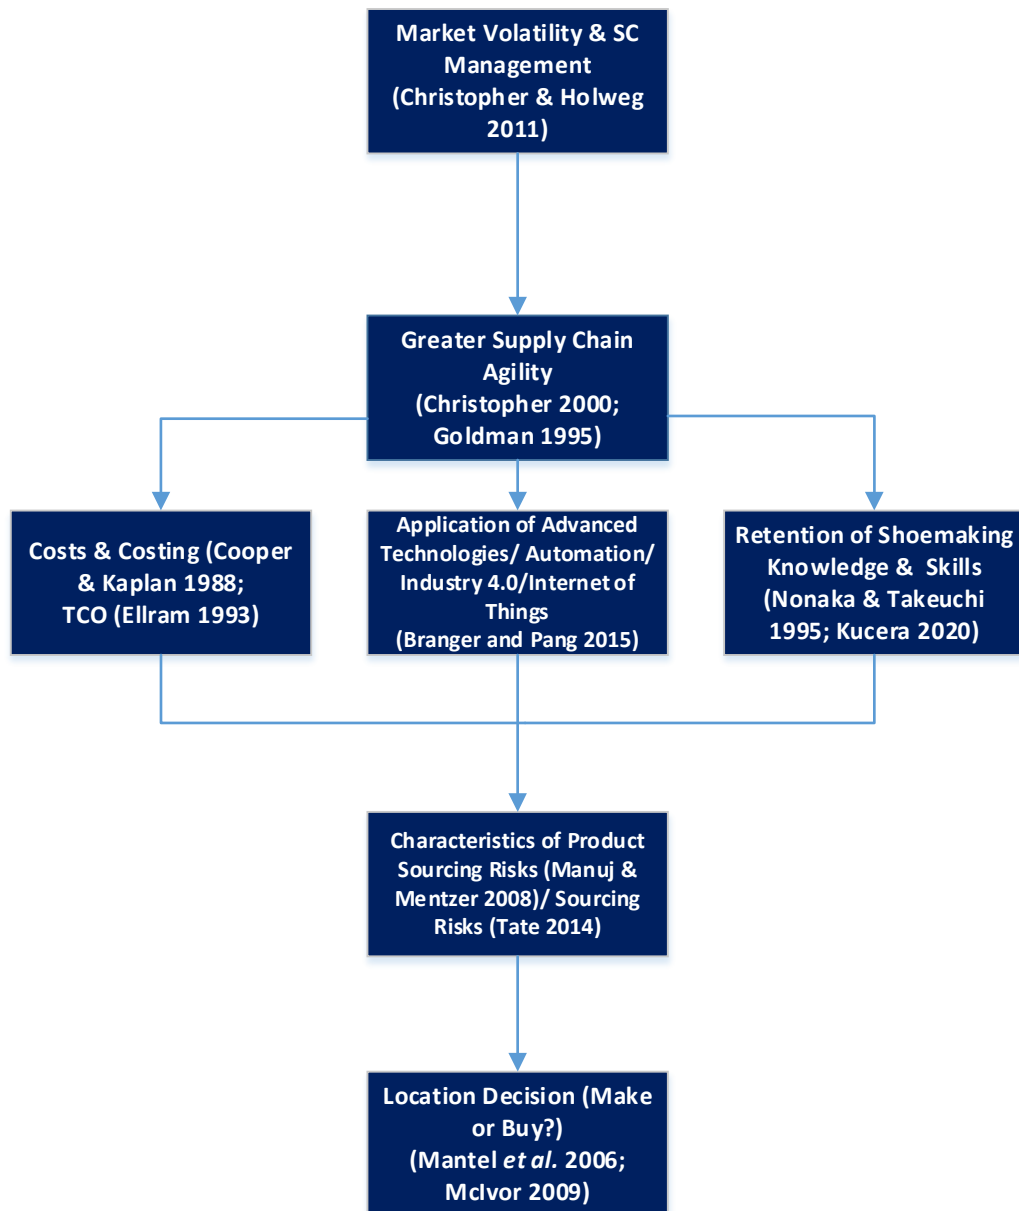 Market Volatility & SC
Management
(Christopher & Holweg
2011)
Greater Supply Chain
Agility
(Christopher 2000;
Goldman 1995)
Costs & Costing (Cooper
& Kaplan 1988;
TCO (Ellram 1993)
Application of Advanced
Technologies/ Automation/
Industry 4.0/Internet of
Things
(Branger and Pang 2015)
Retention of Shoemaking
Knowledge & Skills
(Nonaka & Takeuchi
1995; Kucera 2020)
Characteristics of Product
Sourcing Risks (Manuj &
Mentzer 2008)/ Sourcing
Risks (Tate 2014)
Location Decision (Make
or Buy?)
(Mantel et al. 2006;
McIvor 2009)